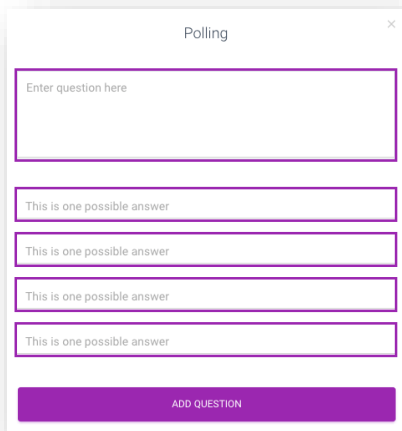 Polling
×
Enter question here
This is one possible answer
This is one possible answer
This is one possible answer
This is one possible answer
ADD QUESTION